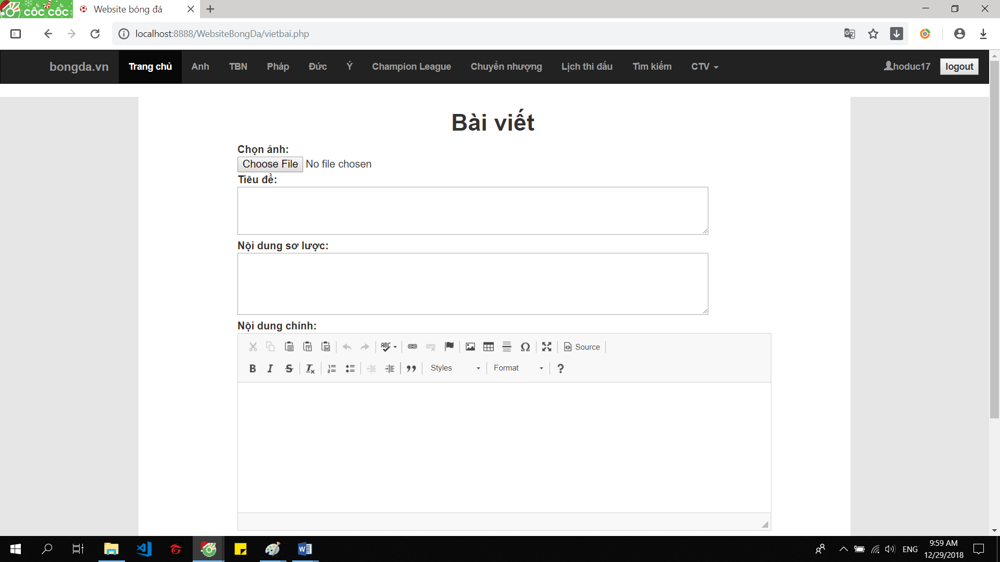 CỐC CỐC Website bóng đá
localhost:8888/WebsiteBongDa/vietbai.php
bongda.vn Trang chủ Anh TBN Pháp Đức Ý Champion League Chuyển nhượng Lịch thi đấu Tìm kiếm CTV hoduc17 logout
Bài viết
Chọn ảnh:
Choose File No file chosen
Tiêu đề:
Nội dung sơ lược:
Nội dung chính:
ABC Ω Source
B I S Ix Styles Format ?
ENG
9:59 AM
12/29/2018